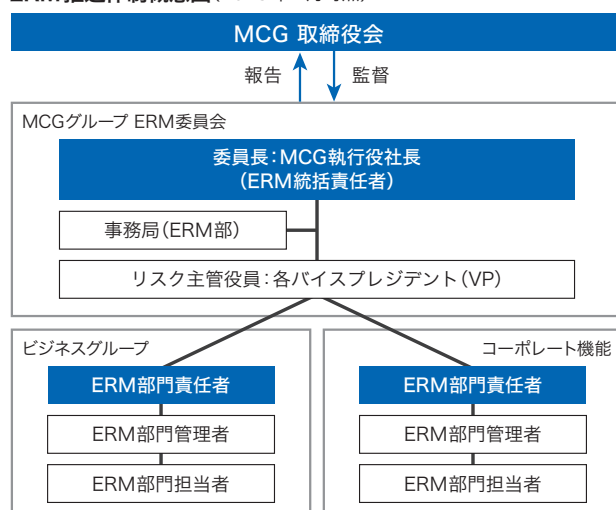 MCG 取締役会
報告
監督
MCGグループ ERM委員会
委員長：MCG執行役社長
（ERM統括責任者）
事務局（ERM部）
リスク主管役員：各バイスプレジデント（VP）
ビジネスグループ
ERM部門責任者
ERM部門管理者
ERM部門担当者
コーポレート機能
ERM部門責任者
ERM部門管理者
ERM部門担当者